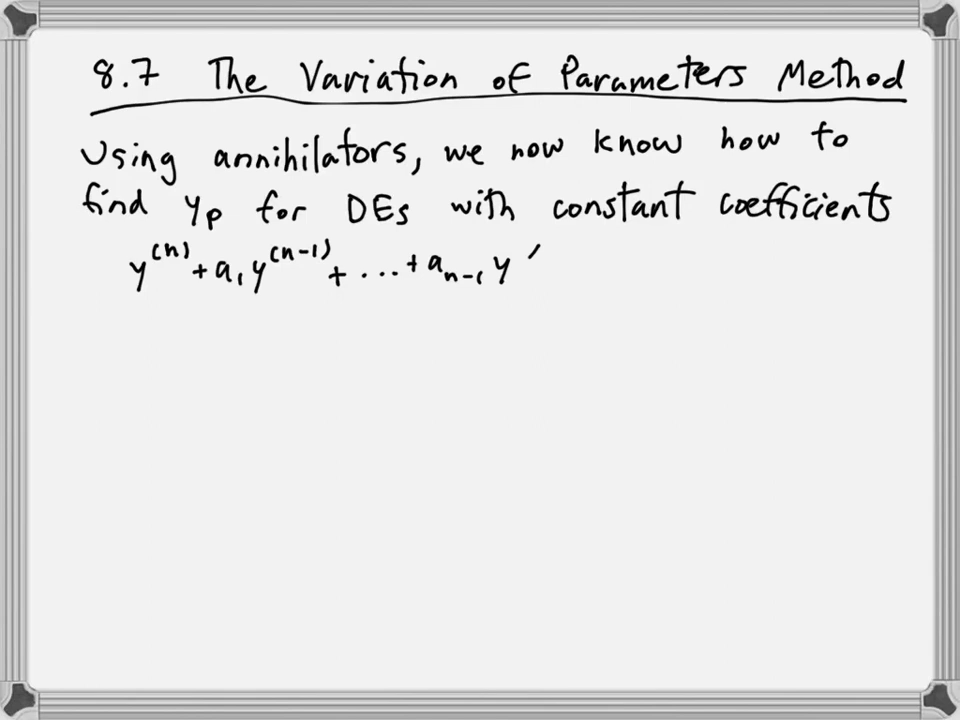 8.7 The Variation of Parameters Method
Using annihilators, we now know how to
find yₚ for DEs with constant coefficients
y⁽ⁿ⁾ + a₁y⁽ⁿ⁻¹⁾ + ... + aₙ₋₁y′